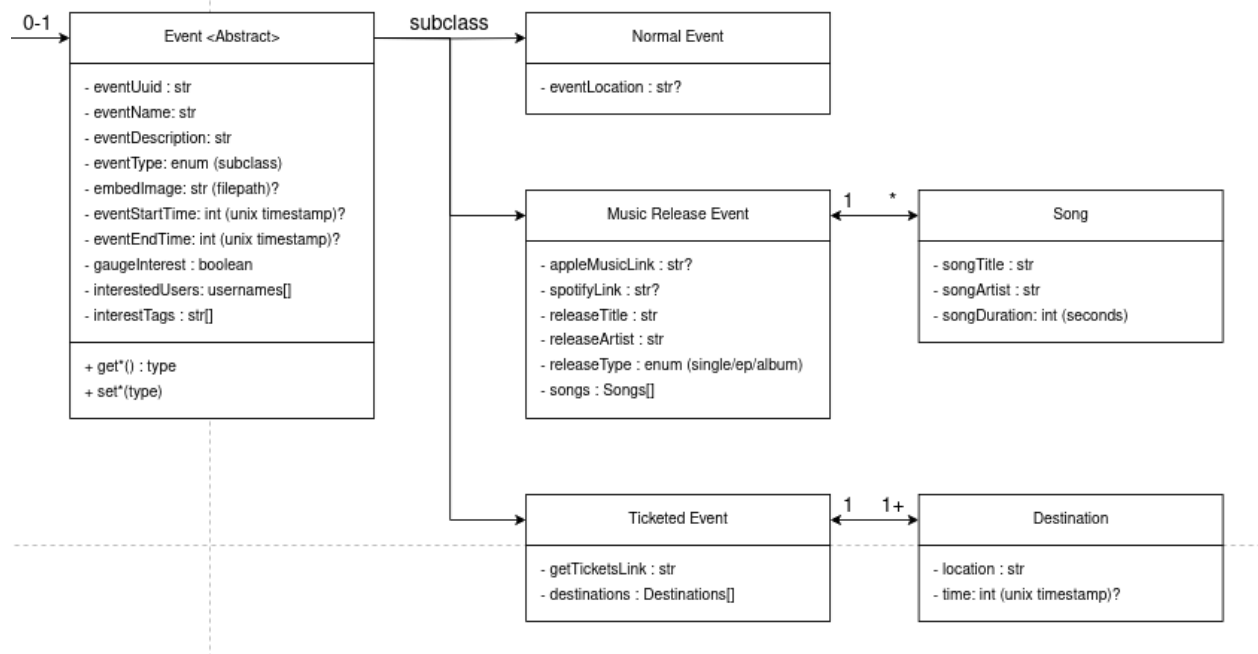 0-1
Event <Abstract>
- eventUuid : str
- eventName: str
- eventDescription: str
- eventType: enum (subclass)
- embedImage: str (filepath)?
- eventStartTime: int (unix timestamp)?
- eventEndTime: int (unix timestamp)?
- gaugeInterest : boolean
- interestedUsers: usernames[]
- interestTags : str[]
+ get*() : type
+ set*(type)
subclass
Normal Event
- eventLocation : str?
Music Release Event
- appleMusicLink : str?
- spotifyLink : str?
- releaseTitle : str
- releaseArtist : str
- releaseType : enum (single/ep/album)
- songs : Songs[]
1 *
Song
- songTitle : str
- songArtist : str
- songDuration: int (seconds)
Ticketed Event
- getTicketsLink : str
- destinations : Destinations[]
1 1+
Destination
- location : str
- time: int (unix timestamp)?